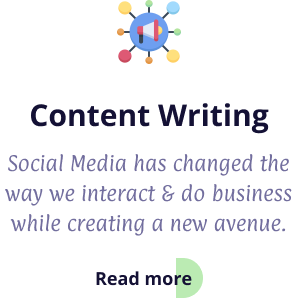 Content Writing
Social Media has changed the
way we interact & do business
while creating a new avenue.
Read more